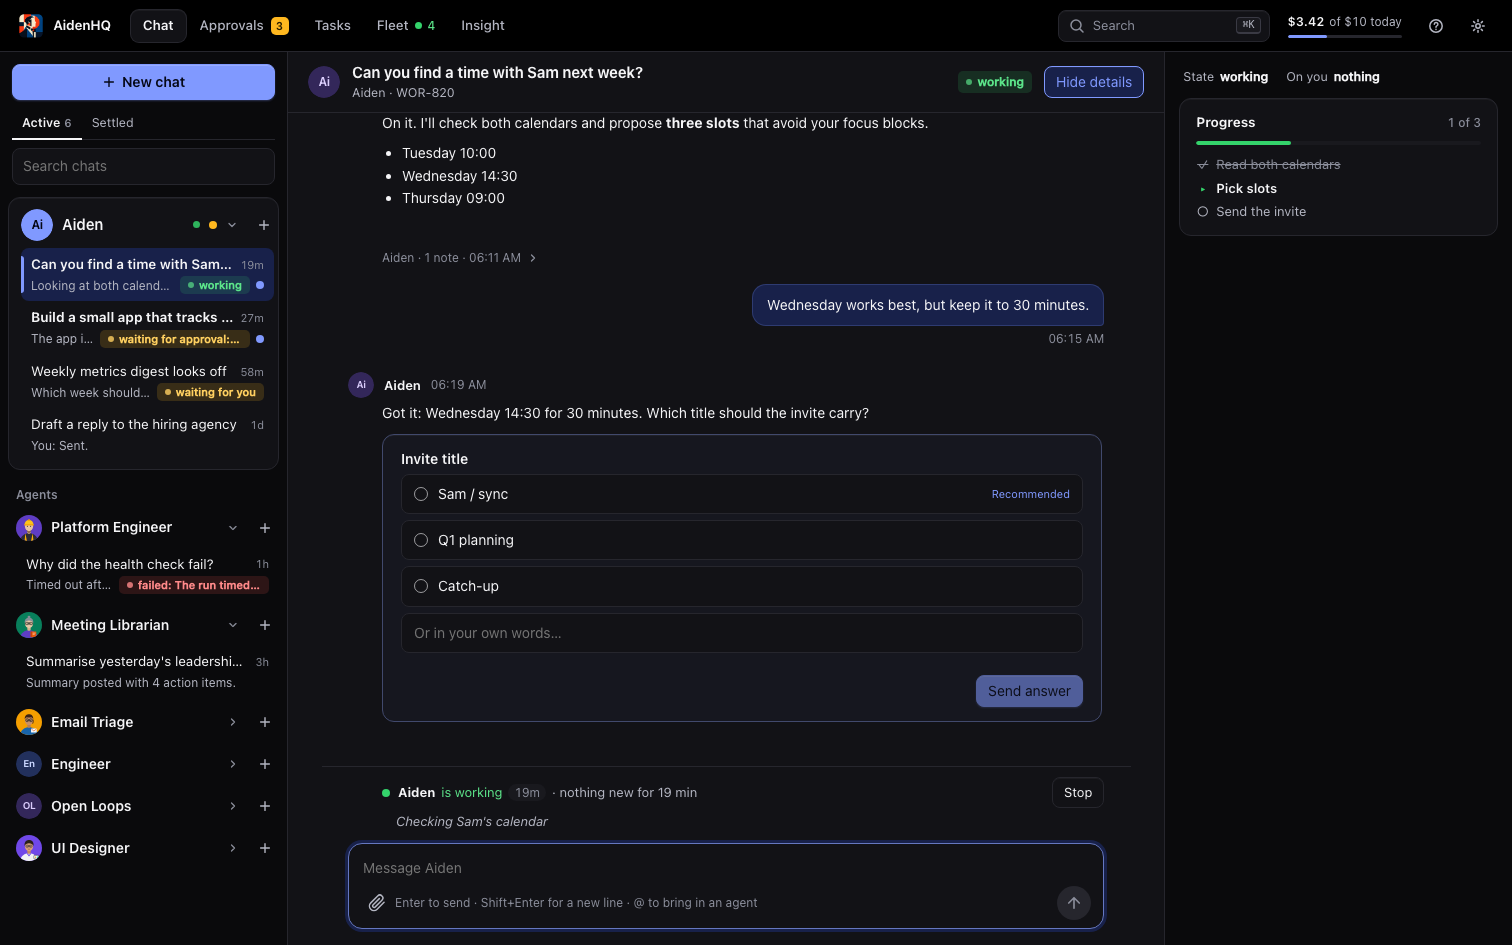 AidenHQ
Chat
Approvals 3
Tasks
Fleet 4
Insight
Search ⌘K
$3.42 of $10 today
+ New chat
Active 6
Settled
Search chats
Ai Aiden
Can you find a time with Sam... 19m
Looking at both calend... working
Build a small app that tracks ... 27m
The app i... waiting for approval:...
Weekly metrics digest looks off 58m
Which week should... waiting for you
Draft a reply to the hiring agency 1d
You: Sent.
Agents
Platform Engineer
Why did the health check fail? 1h
Timed out aft... failed: The run timed...
Meeting Librarian
Summarise yesterday's leadershi... 3h
Summary posted with 4 action items.
Email Triage
En Engineer
OL Open Loops
UI Designer
Ai
Can you find a time with Sam next week?
Aiden · WOR-820
working
Hide details
On it. I'll check both calendars and propose three slots that avoid your focus blocks.
• Tuesday 10:00
• Wednesday 14:30
• Thursday 09:00
Aiden · 1 note · 06:11 AM
Wednesday works best, but keep it to 30 minutes.
06:15 AM
Ai Aiden 06:19 AM
Got it: Wednesday 14:30 for 30 minutes. Which title should the invite carry?
Invite title
Sam / sync Recommended
Q1 planning
Catch-up
Or in your own words...
Send answer
Aiden is working 19m · nothing new for 19 min
Stop
Checking Sam's calendar
Message Aiden
Enter to send · Shift+Enter for a new line · @ to bring in an agent
State working On you nothing
Progress 1 of 3
Read both calendars
Pick slots
Send the invite